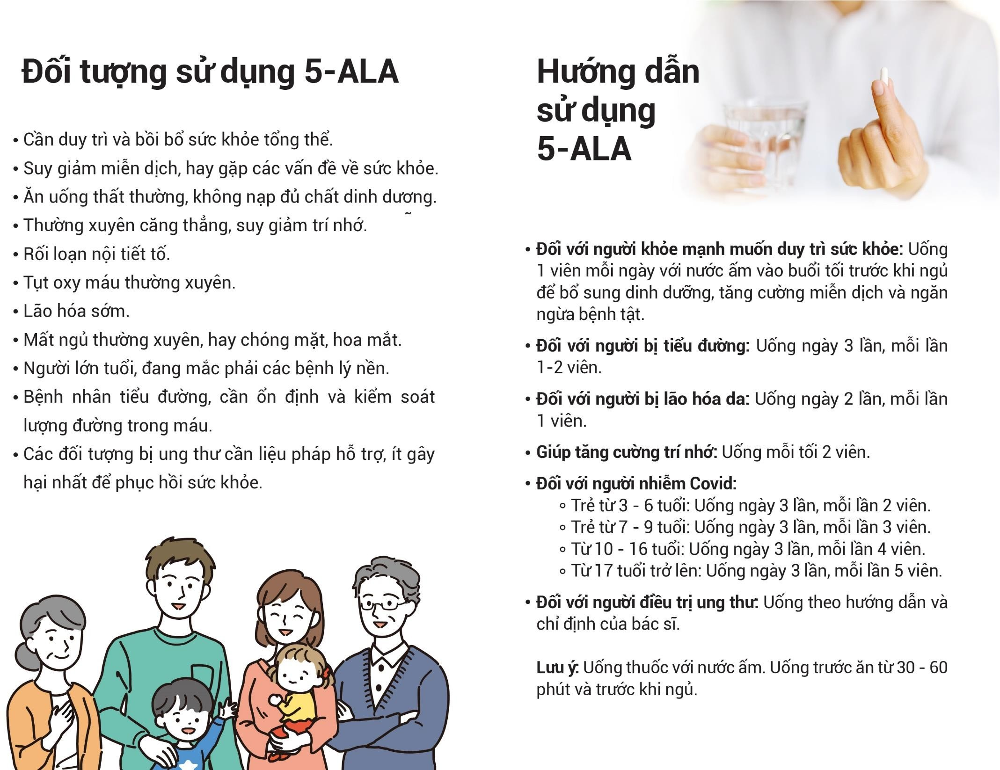 Đối tượng sử dụng 5-ALA
• Cần duy trì và bồi bổ sức khỏe tổng thể.
• Suy giảm miễn dịch, hay gặp các vấn đề về sức khỏe.
• Ăn uống thất thường, không nạp đủ chất dinh dương.
~
• Thường xuyên căng thẳng, suy giảm trí nhớ.
• Rối loạn nội tiết tố.
• Tụt oxy máu thường xuyên.
• Lão hóa sớm.
• Mất ngủ thường xuyên, hay chóng mặt, hoa mắt.
• Người lớn tuổi, đang mắc phải các bệnh lý nền.
• Bệnh nhân tiểu đường, cần ổn định và kiểm soát
lượng đường trong máu.
• Các đối tượng bị ung thư cần liệu pháp hỗ trợ, ít gây
hại nhất để phục hồi sức khỏe.
Hướng dẫn
sử dụng
5-ALA
• Đối với người khỏe mạnh muốn duy trì sức khỏe: Uống
1 viên mỗi ngày với nước ấm vào buổi tối trước khi ngủ
để bổ sung dinh dưỡng, tăng cường miễn dịch và ngăn
ngừa bệnh tật.
• Đối với người bị tiểu đường: Uống ngày 3 lần, mỗi lần
1-2 viên.
• Đối với người bị lão hóa da: Uống ngày 2 lần, mỗi lần
1 viên.
• Giúp tăng cường trí nhớ: Uống mỗi tối 2 viên.
• Đối với người nhiễm Covid:
∘ Trẻ từ 3 - 6 tuổi: Uống ngày 3 lần, mỗi lần 2 viên.
∘ Trẻ từ 7 - 9 tuổi: Uống ngày 3 lần, mỗi lần 3 viên.
∘ Từ 10 - 16 tuổi: Uống ngày 3 lần, mỗi lần 4 viên.
∘ Từ 17 tuổi trở lên: Uống ngày 3 lần, mỗi lần 5 viên.
• Đối với người điều trị ung thư: Uống theo hướng dẫn và
chỉ định của bác sĩ.
Lưu ý: Uống thuốc với nước ấm. Uống trước ăn từ 30 - 60
phút và trước khi ngủ.